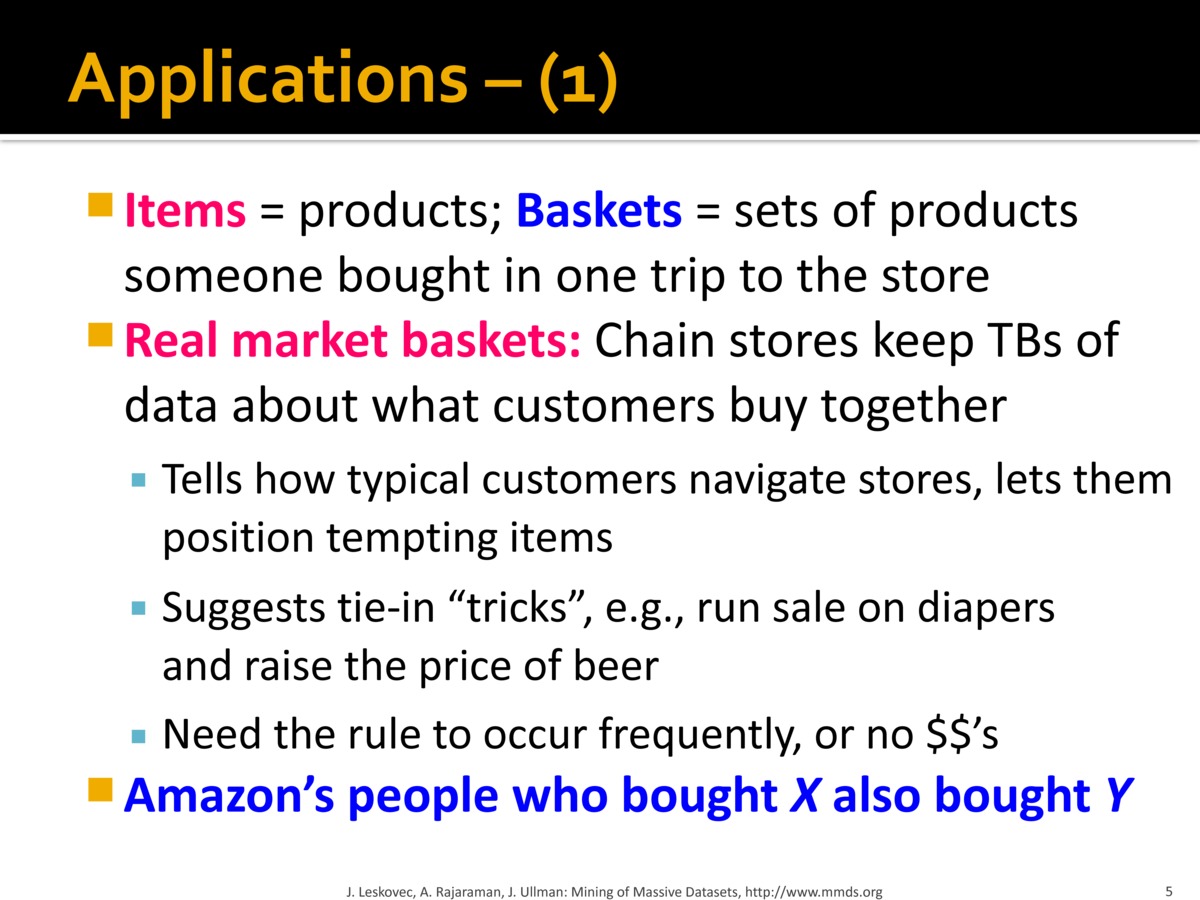 Applications – (1)
Items = products; Baskets = sets of products
someone bought in one trip to the store
Real market baskets: Chain stores keep TBs of
data about what customers buy together
Tells how typical customers navigate stores, lets them
position tempting items
Suggests tie-in “tricks”, e.g., run sale on diapers
and raise the price of beer
Need the rule to occur frequently, or no $$’s
Amazon’s people who bought X also bought Y
J. Leskovec, A. Rajaraman, J. Ullman: Mining of Massive Datasets, http://www.mmds.org
5